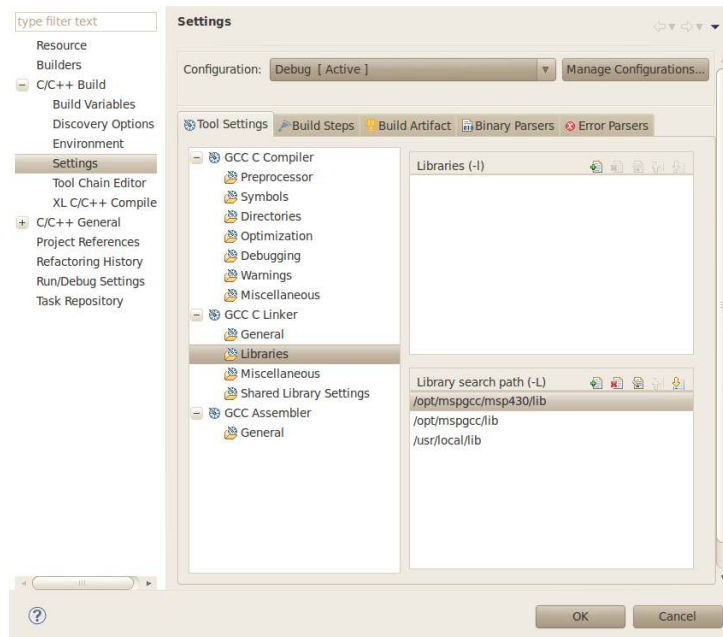 type filter text
Resource
Builders
C/C++ Build
Build Variables
Discovery Options
Environment
Settings
Tool Chain Editor
XL C/C++ Compile
C/C++ General
Project References
Refactoring History
Run/Debug Settings
Task Repository
Settings
Configuration: Debug [ Active ] Manage Configurations...
Tool Settings Build Steps Build Artifact Binary Parsers Error Parsers
GCC C Compiler
Preprocessor
Symbols
Directories
Optimization
Debugging
Warnings
Miscellaneous
GCC C Linker
General
Libraries
Miscellaneous
Shared Library Settings
GCC Assembler
General
Libraries (-l)
Library search path (-L)
/opt/mspgcc/msp430/lib
/opt/mspgcc/lib
/usr/local/lib
OK Cancel